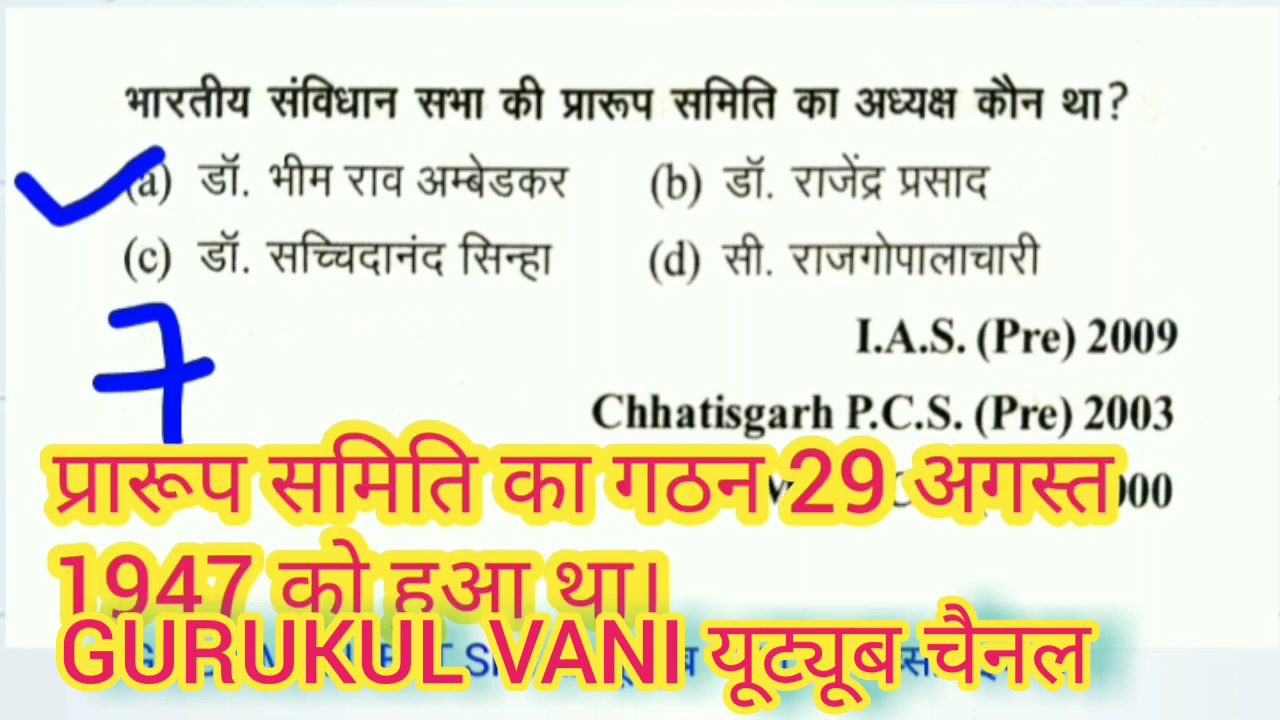 भारतीय संविधान सभा की प्रारूप समिति का अध्यक्ष कौन था?
(a) डॉ. भीम राव अम्बेडकर (b) डॉ. राजेंद्र प्रसाद
(c) डॉ. सच्चिदानंद सिन्हा (d) सी. राजगोपालाचारी
I.A.S. (Pre) 2009
7
Chhatisgarh P.C.S. (Pre) 2003
प्रारूप समिति का गठन 29 अगस्त
1947 को हुआ था।
GURUKUL VANI यूट्यूब चैनल